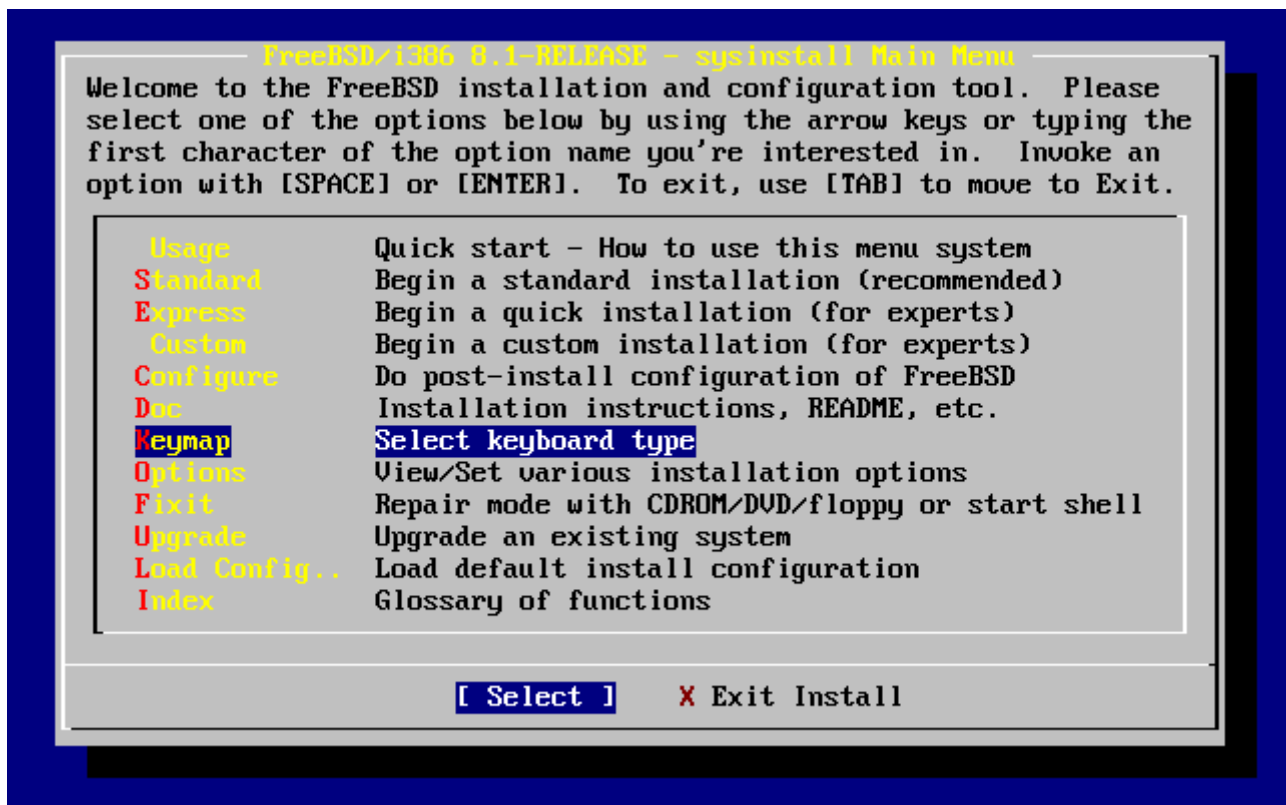 FreeBSD/i386 8.1-RELEASE - sysinstall Main Menu
Welcome to the FreeBSD installation and configuration tool. Please
select one of the options below by using the arrow keys or typing the
first character of the option name you're interested in. Invoke an
option with [SPACE] or [ENTER]. To exit, use [TAB] to move to Exit.
Usage Quick start - How to use this menu system
Standard Begin a standard installation (recommended)
Express Begin a quick installation (for experts)
Custom Begin a custom installation (for experts)
Configure Do post-install configuration of FreeBSD
Doc Installation instructions, README, etc.
Keymap Select keyboard type
Options View/Set various installation options
Fixit Repair mode with CDROM/DVD/floppy or start shell
Upgrade Upgrade an existing system
Load Config.. Load default install configuration
Index Glossary of functions
[ Select ] X Exit Install